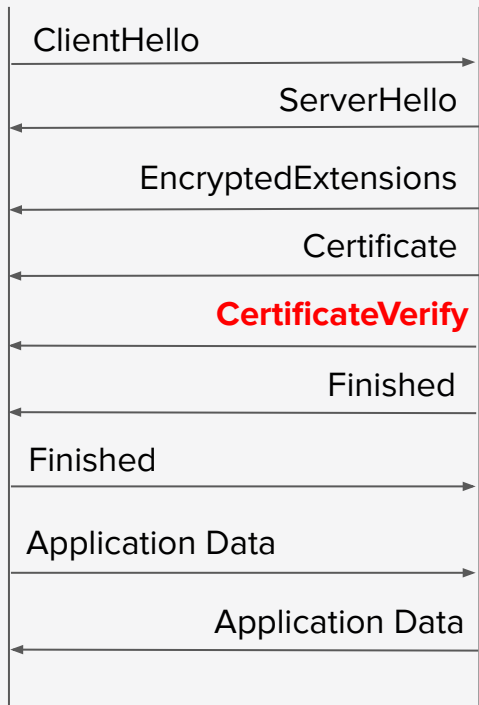 ClientHello
ServerHello
EncryptedExtensions
Certificate
CertificateVerify
Finished
Finished
Application Data
Application Data